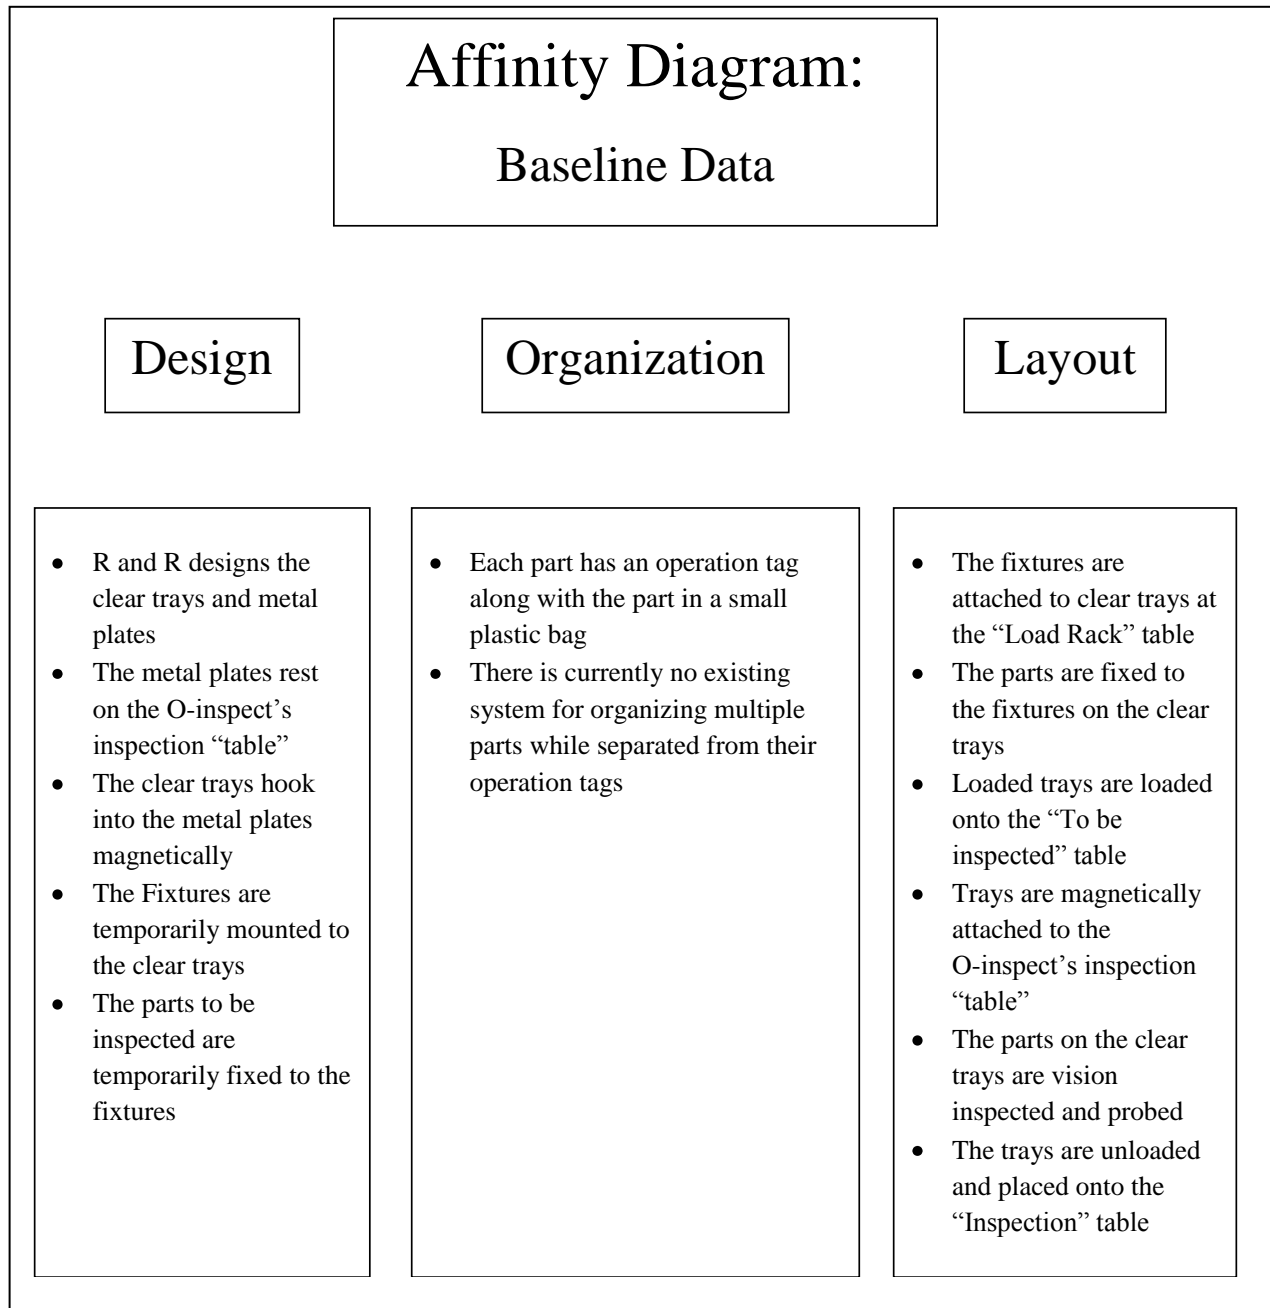 Affinity Diagram:
Baseline Data
Design
Organization
Layout
• R and R designs the
clear trays and metal
plates
• The metal plates rest
on the O-inspect’s
inspection “table”
• The clear trays hook
into the metal plates
magnetically
• The Fixtures are
temporarily mounted to
the clear trays
• The parts to be
inspected are
temporarily fixed to the
fixtures
• Each part has an operation tag
along with the part in a small
plastic bag
• There is currently no existing
system for organizing multiple
parts while separated from their
operation tags
• The fixtures are
attached to clear trays at
the “Load Rack” table
• The parts are fixed to
the fixtures on the clear
trays
• Loaded trays are loaded
onto the “To be
inspected” table
• Trays are magnetically
attached to the
O-inspect’s inspection
“table”
• The parts on the clear
trays are vision
inspected and probed
• The trays are unloaded
and placed onto the
“Inspection” table